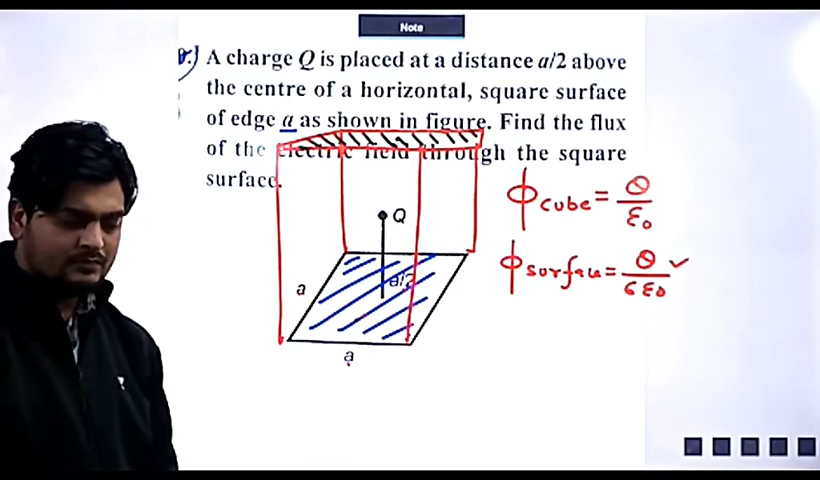 Note
Q.) A charge Q is placed at a distance a/2 above
the centre of a horizontal, square surface
of edge a as shown in figure. Find the flux
of the electric field through the square
surface.
Q
a/2
a
a
ϕcube = Q/ε₀
ϕsurface = Q/6ε₀ ✓